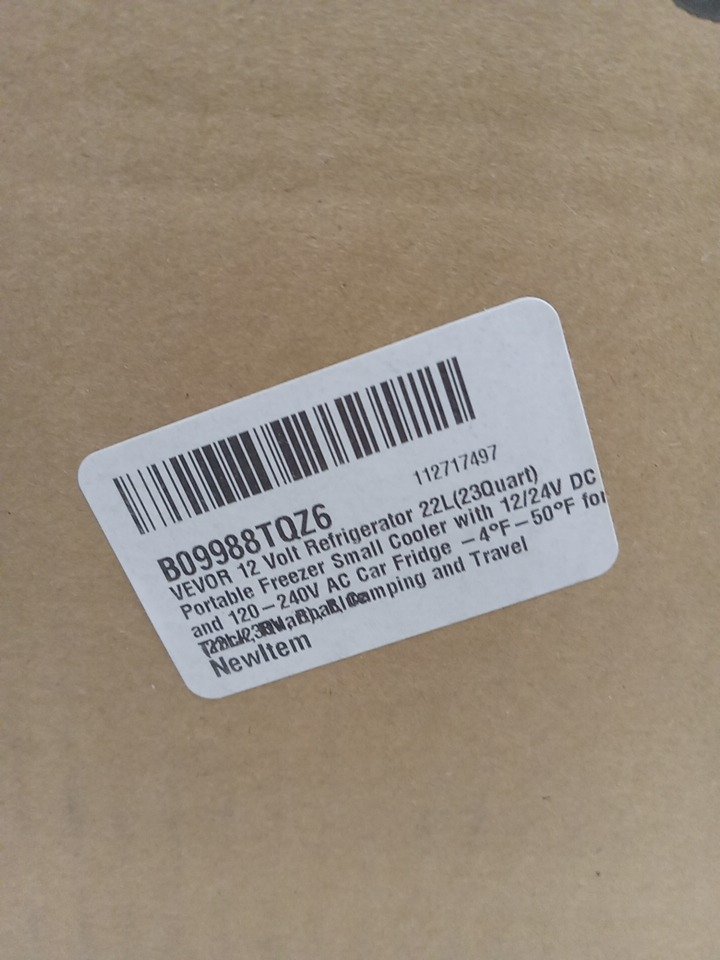 112717497
B09988TQZ6
VEVOR 12 Volt Refrigerator 22L(23Quart)
Portable Freezer Small Cooler with 12/24V DC
and 120-240V AC Car Fridge -4°F-50°F for
Camping and Travel
NewItem